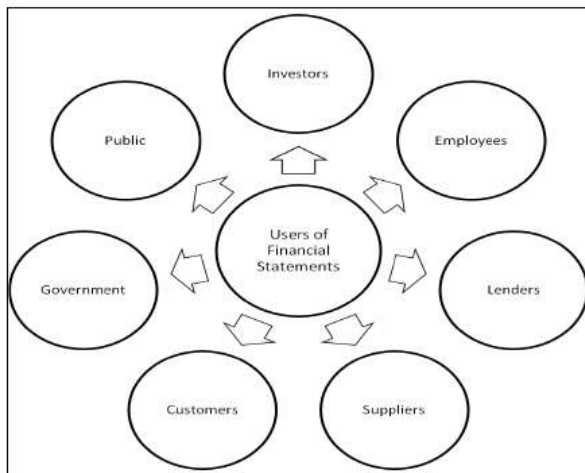 Investors
Public
Employees
Users of
Financial
Statements
Government
Lenders
Customers
Suppliers